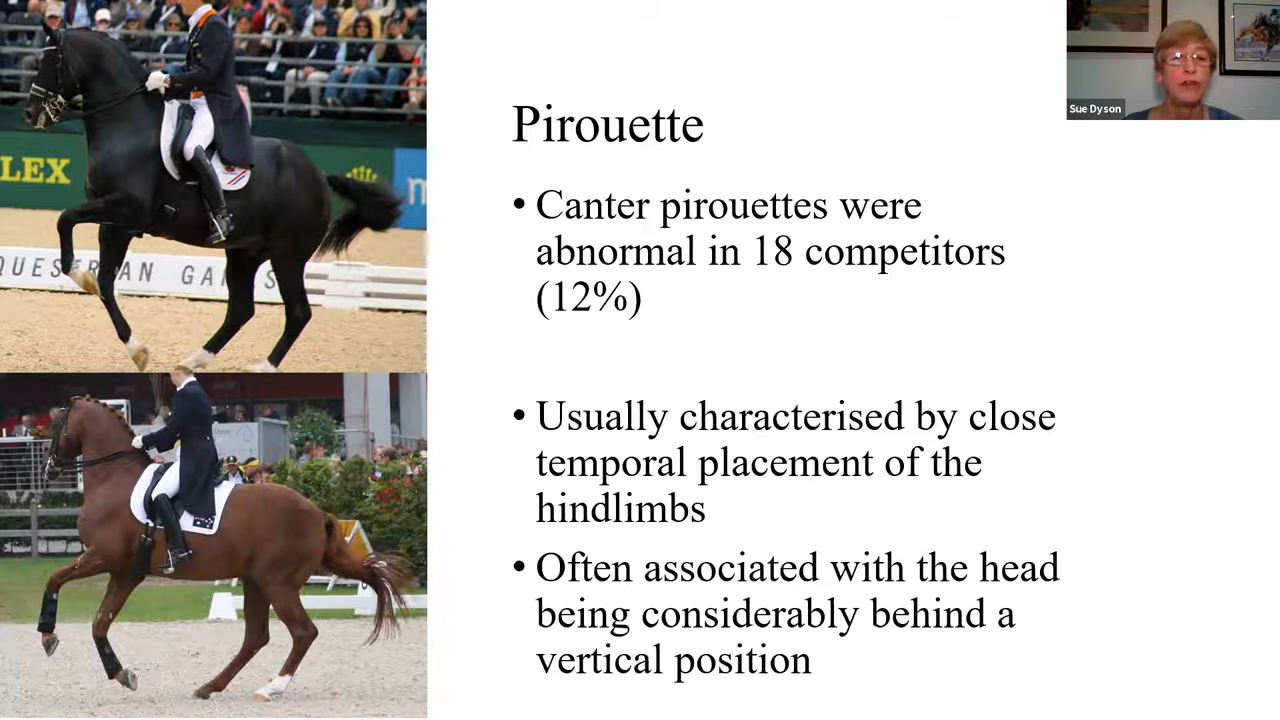 LEX
m
QUESTRIAN GAMES
Sue Dyson
Pirouette
• Canter pirouettes were
abnormal in 18 competitors
(12%)
• Usually characterised by close
temporal placement of the
hindlimbs
• Often associated with the head
being considerably behind a
vertical position